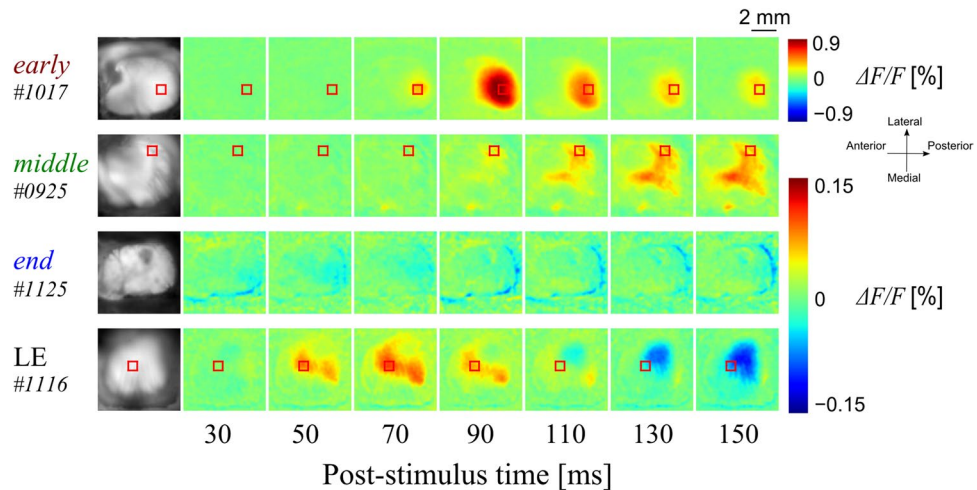 2 mm
early
#1017
0.9
0
−0.9
ΔF/F [%]
Lateral
Anterior
Posterior
Medial
middle
#0925
0.15
0
−0.15
ΔF/F [%]
end
#1125
LE
#1116
30 50 70 90 110 130 150
Post-stimulus time [ms]